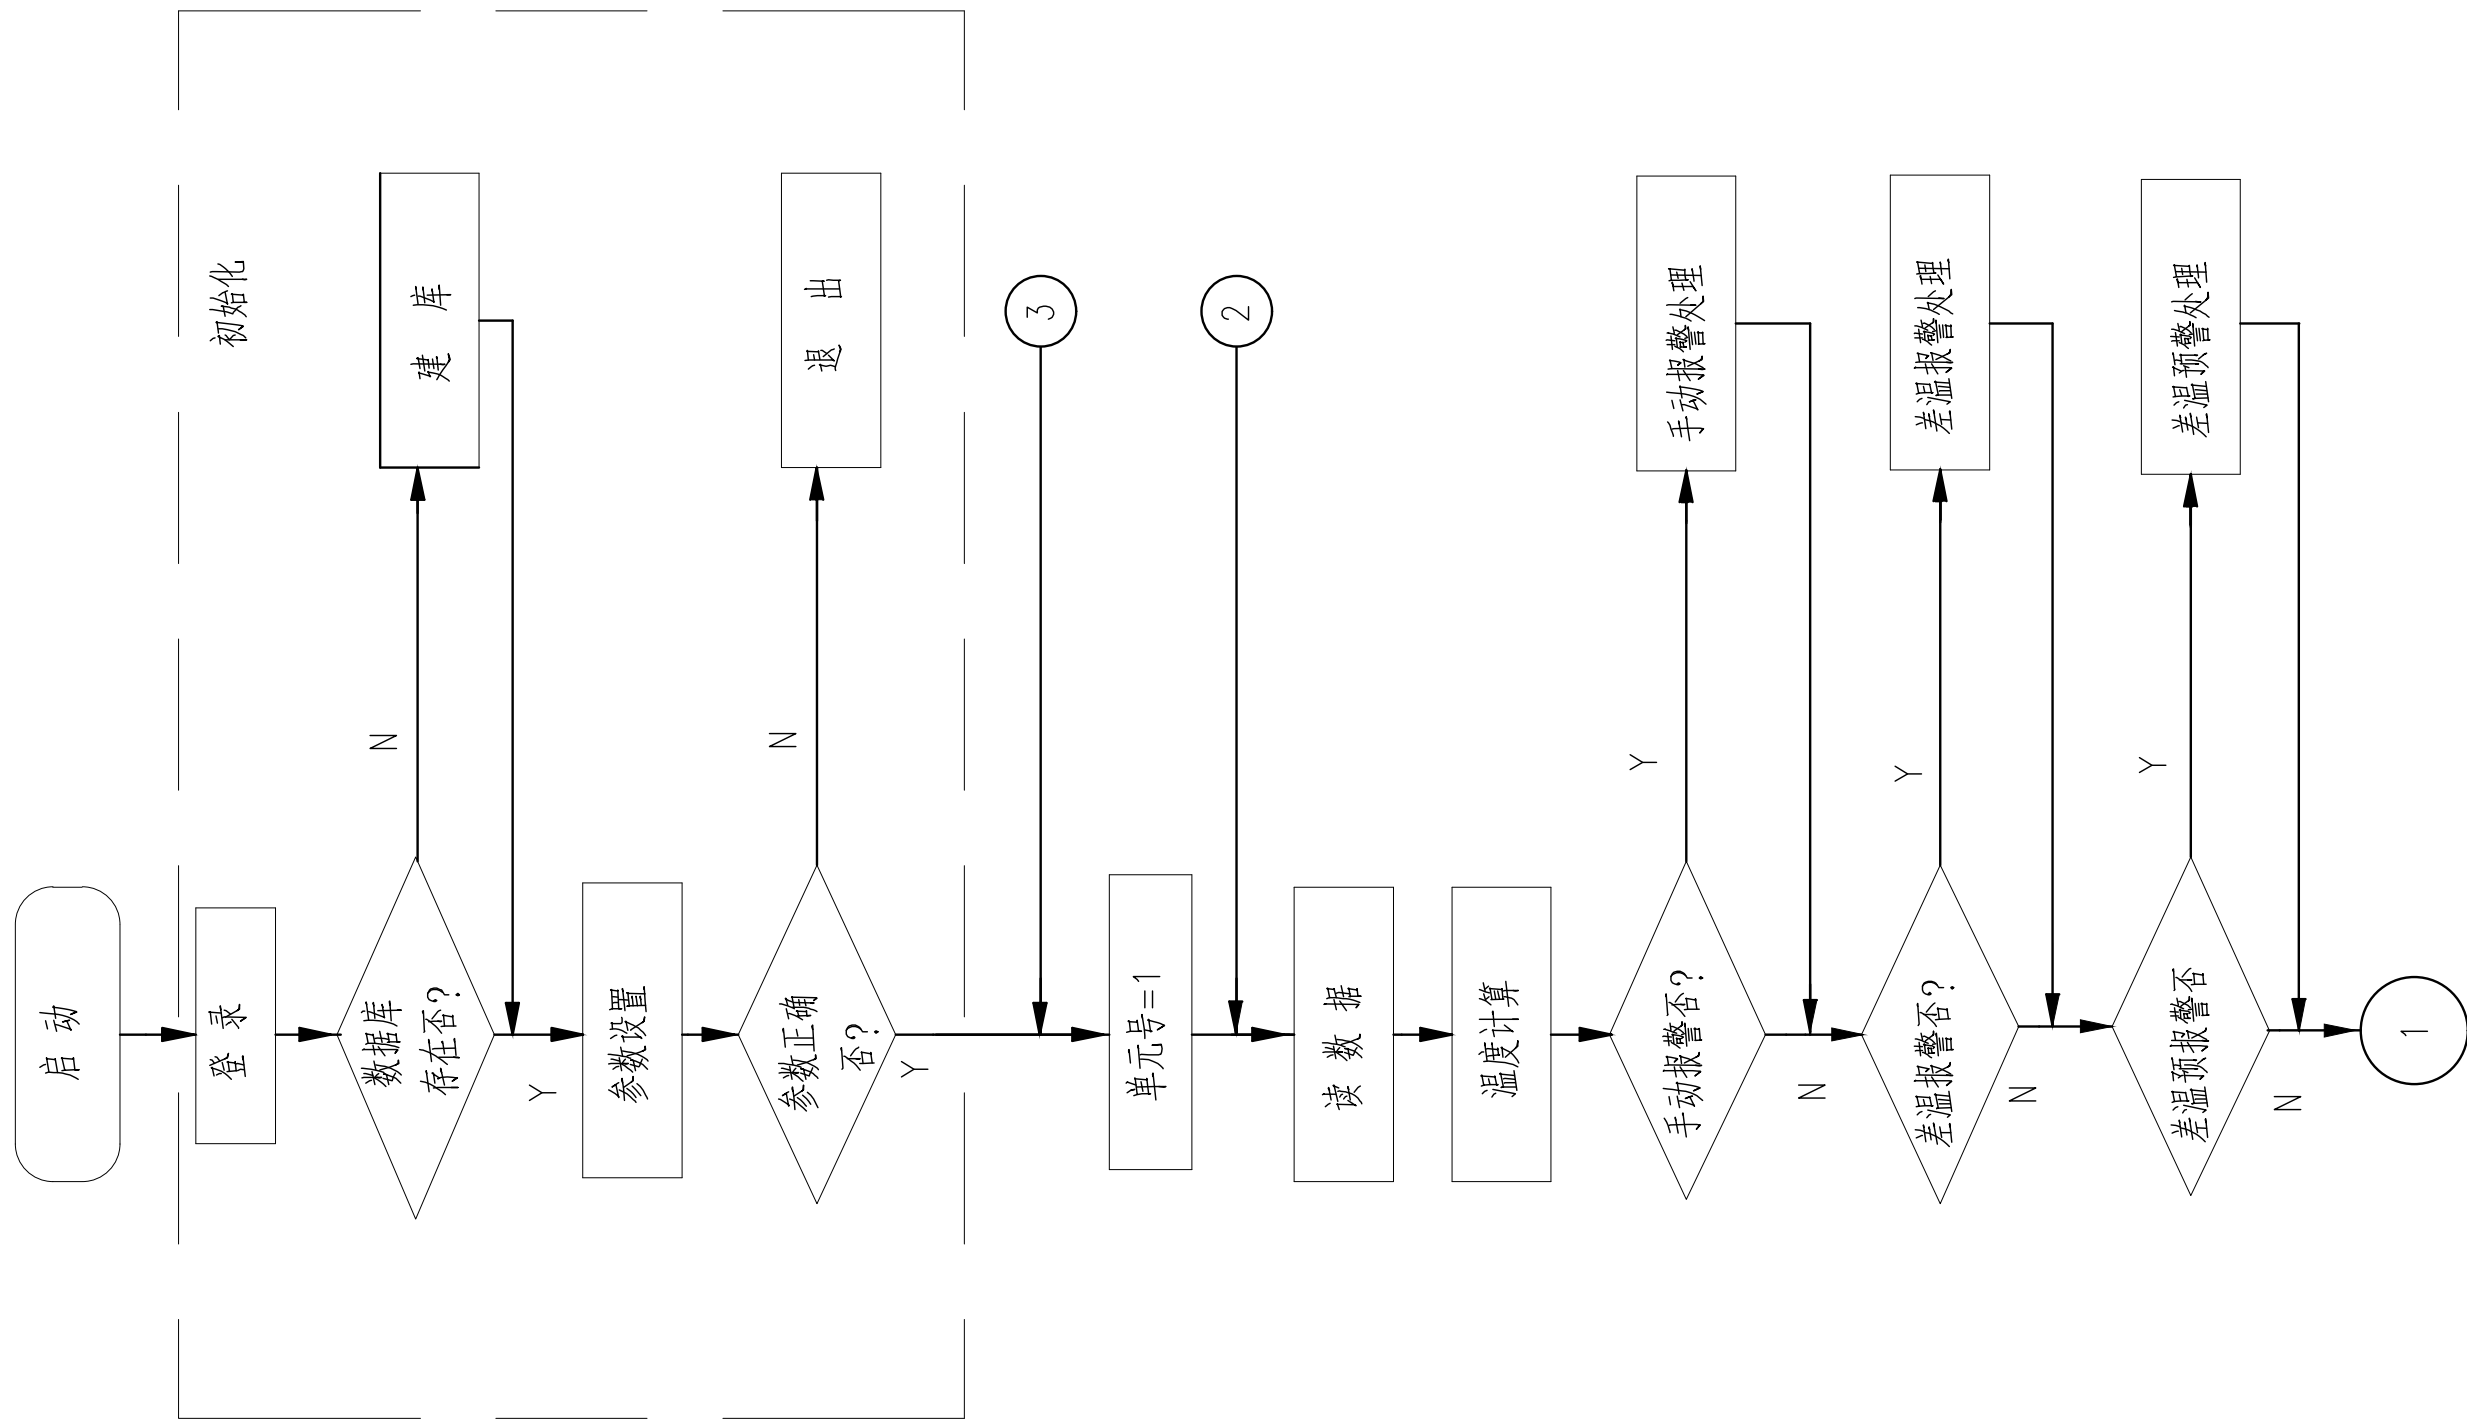 启动
初始化
登录
数据库
存在否?
N
建库
Y
参数设置
参数正确
否?
N
退出
Y
3
单元号=1
2
读数据
温度计算
手动报警否?
Y
手动报警处理
N
差温报警否?
Y
差温报警处理
N
差温预报警否
Y
差温预警处理
N
1